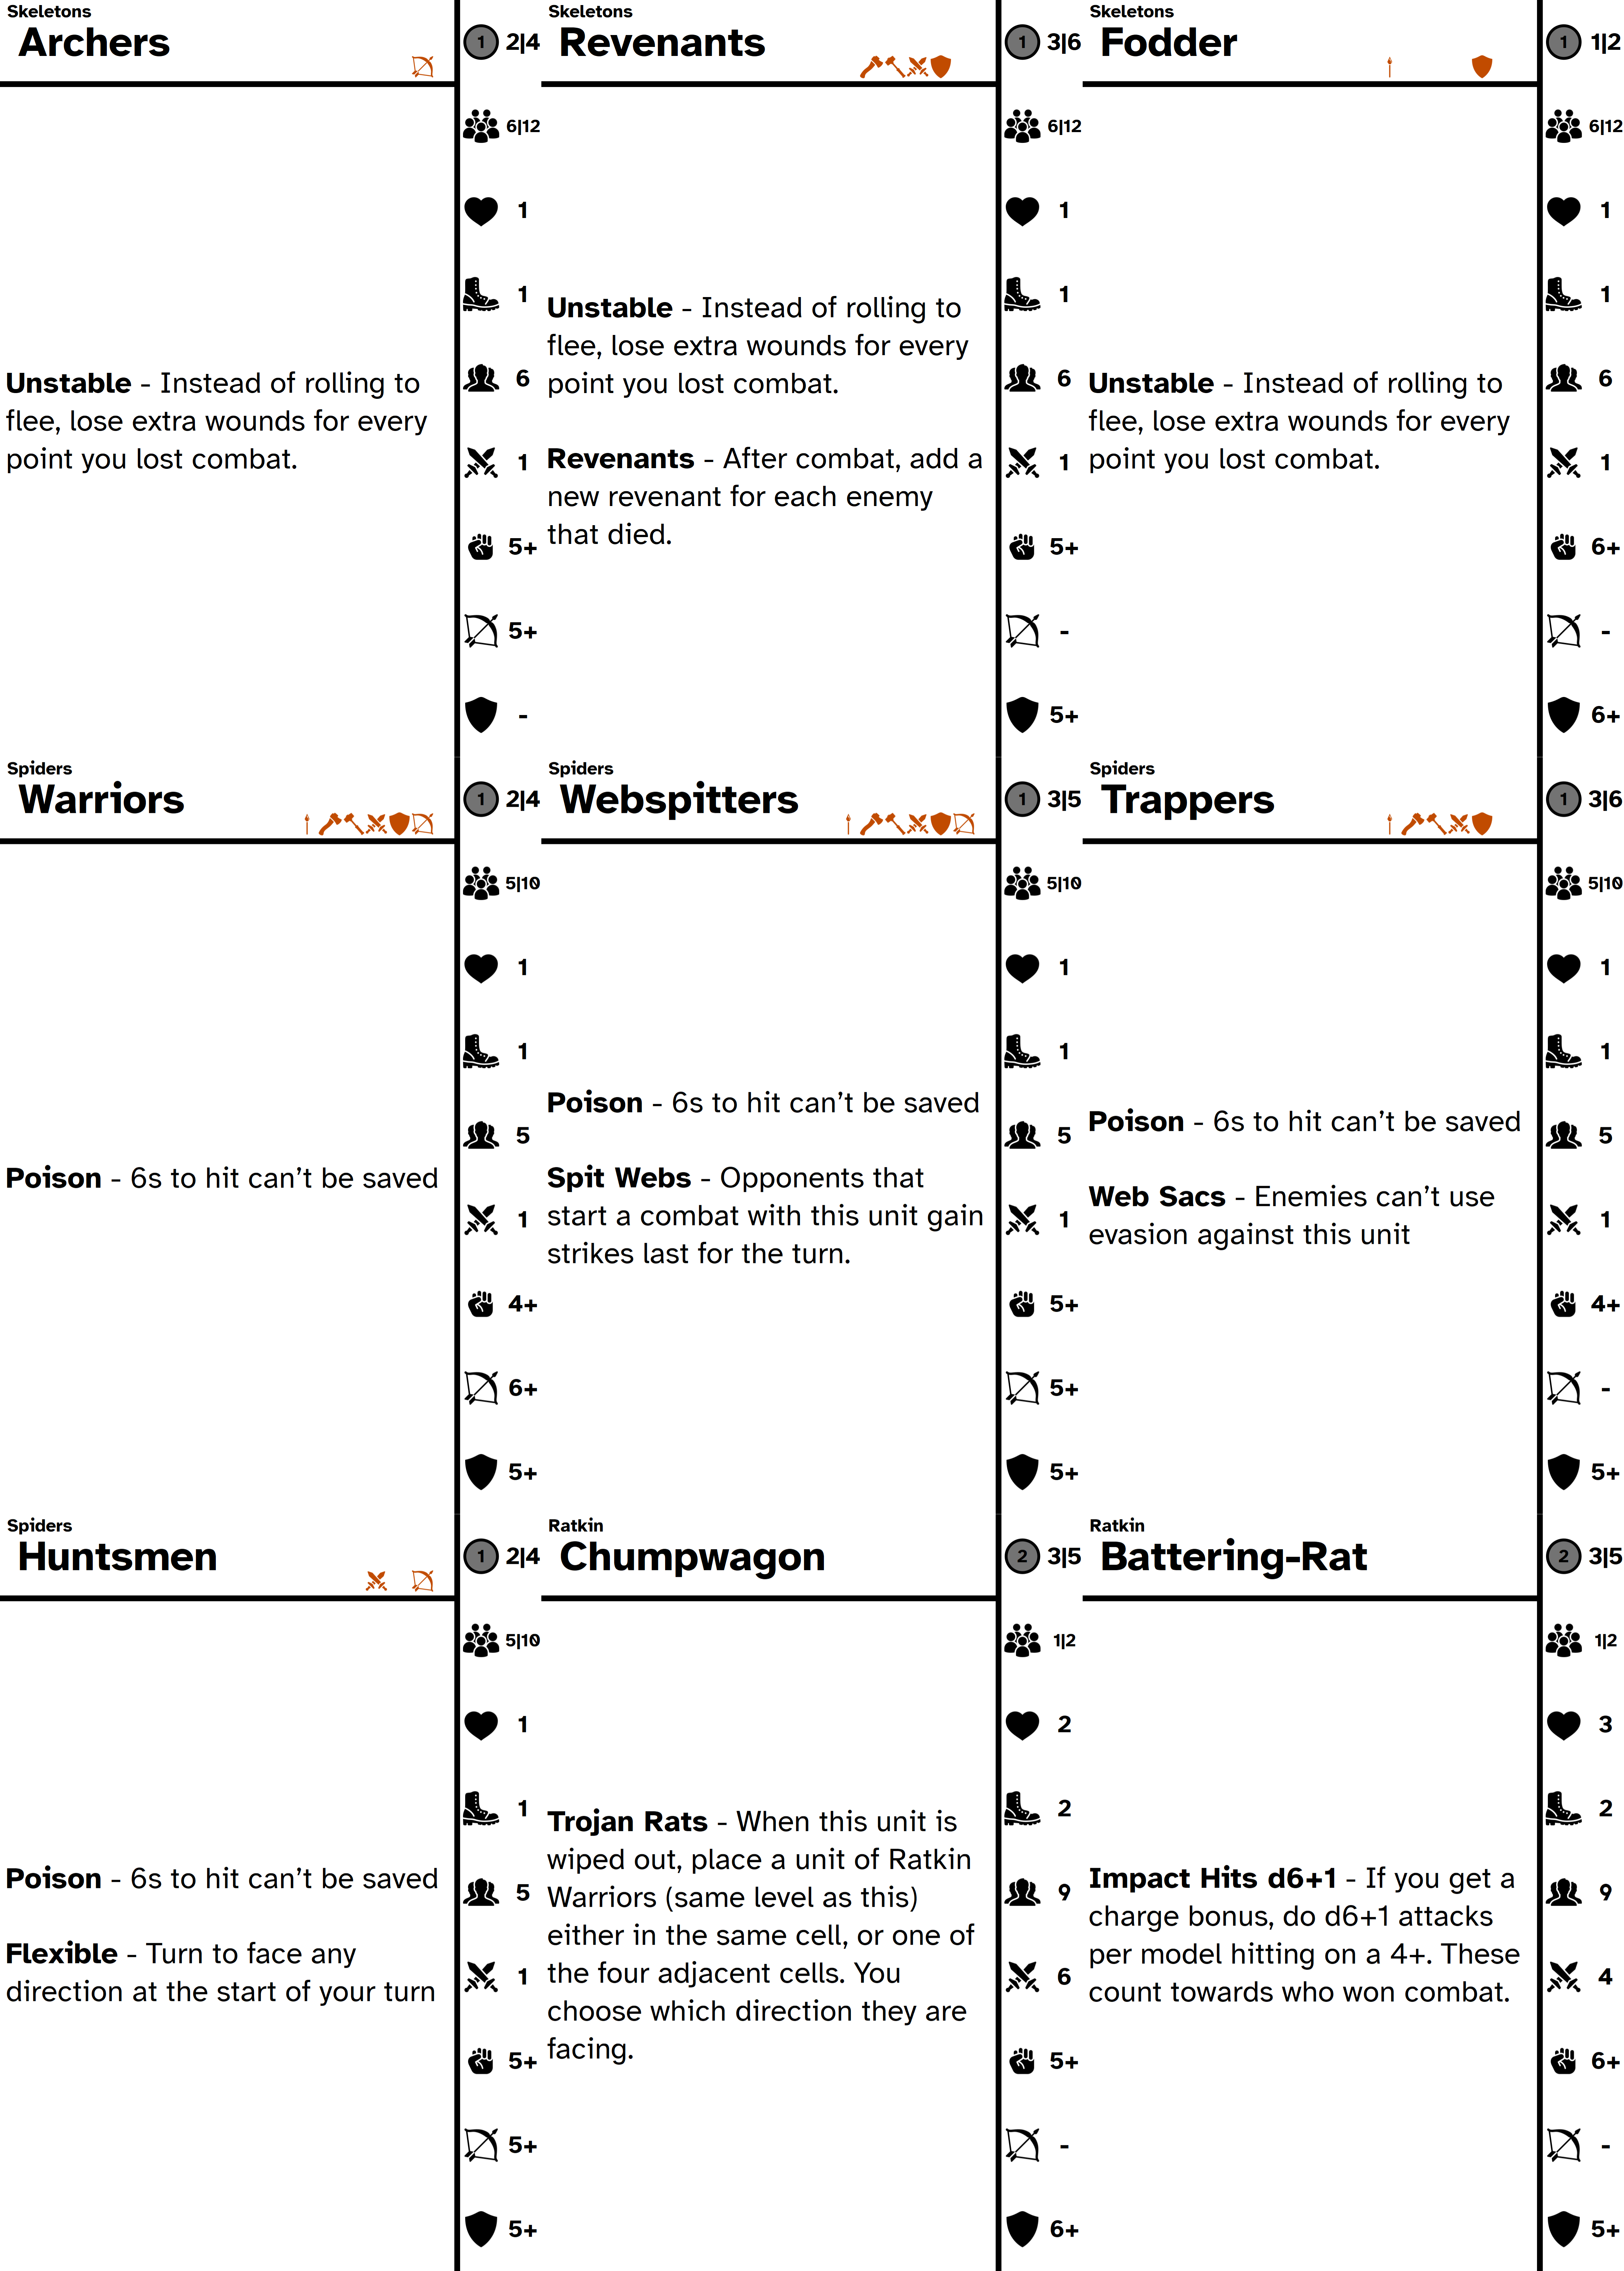 Skeletons
Archers
1 2|4
6|12
1
1
Unstable - Instead of rolling to
flee, lose extra wounds for every
point you lost combat.
6
1
5+
5+
-
Skeletons
Revenants
1 3|6
6|12
1
1
Unstable - Instead of rolling to
flee, lose extra wounds for every
point you lost combat.
Revenants - After combat, add a
new revenant for each enemy
that died.
6
1
5+
-
5+
Skeletons
Fodder
1 1|2
6|12
1
1
Unstable - Instead of rolling to
flee, lose extra wounds for every
point you lost combat.
6
1
6+
-
6+
Spiders
Warriors
1 2|4
5|10
1
1
Poison - 6s to hit can’t be saved
5
1
4+
6+
5+
Spiders
Webspitters
1 3|5
5|10
1
1
Poison - 6s to hit can’t be saved
Spit Webs - Opponents that
start a combat with this unit gain
strikes last for the turn.
5
1
5+
5+
5+
Spiders
Trappers
1 3|6
5|10
1
1
Poison - 6s to hit can’t be saved
Web Sacs - Enemies can’t use
evasion against this unit
5
1
4+
-
5+
Spiders
Huntsmen
1 2|4
5|10
1
1
Poison - 6s to hit can’t be saved
Flexible - Turn to face any
direction at the start of your turn
5
1
5+
5+
5+
Ratkin
Chumpwagon
2 3|5
1|2
2
2
Trojan Rats - When this unit is
wiped out, place a unit of Ratkin
Warriors (same level as this)
either in the same cell, or one of
the four adjacent cells. You
choose which direction they are
facing.
9
6
5+
-
6+
Ratkin
Battering-Rat
2 3|5
1|2
3
2
Impact Hits d6+1 - If you get a
charge bonus, do d6+1 attacks
per model hitting on a 4+. These
count towards who won combat.
9
4
6+
-
5+